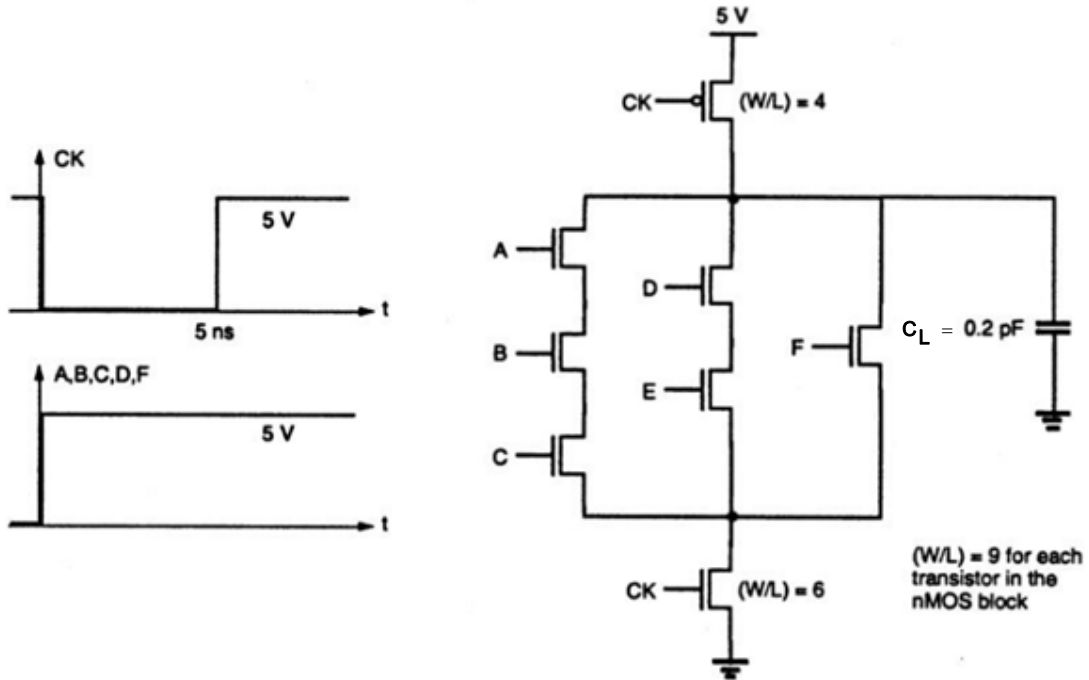 5 V
CK
(W/L) = 4
CK
5 V
t
5 ns
A
D
B
F
C_L = 0.2 pF
E
A,B,C,D,F
5 V
C
t
(W/L) = 9 for each
transistor in the
nMOS block
CK
(W/L) = 6